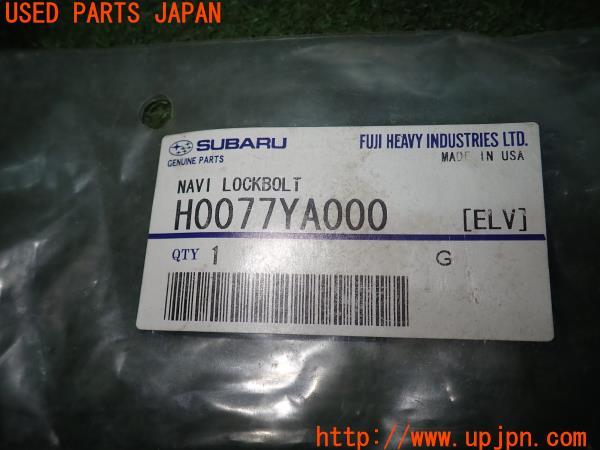 USED PARTS JAPAN
SUBARU
FUJI HEAVY INDUSTRIES LTD.
GENUINE PARTS
MADE IN USA
NAVI LOCKBOLT
H0077YA000 [ELV]
QTY 1 G
http://www.upjpn.com